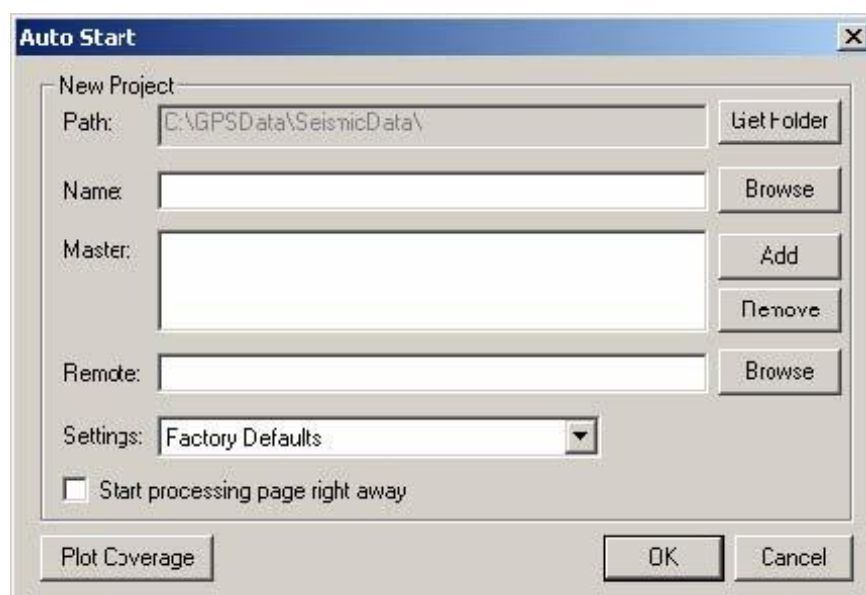 Auto Start
New Project
Path: C:\GPSData\SeismicData\ Get Folder
Name: Browse
Master: Add
Remove
Remote: Browse
Settings: Factory Defaults
Start processing page right away
Plot Coverage OK Cancel